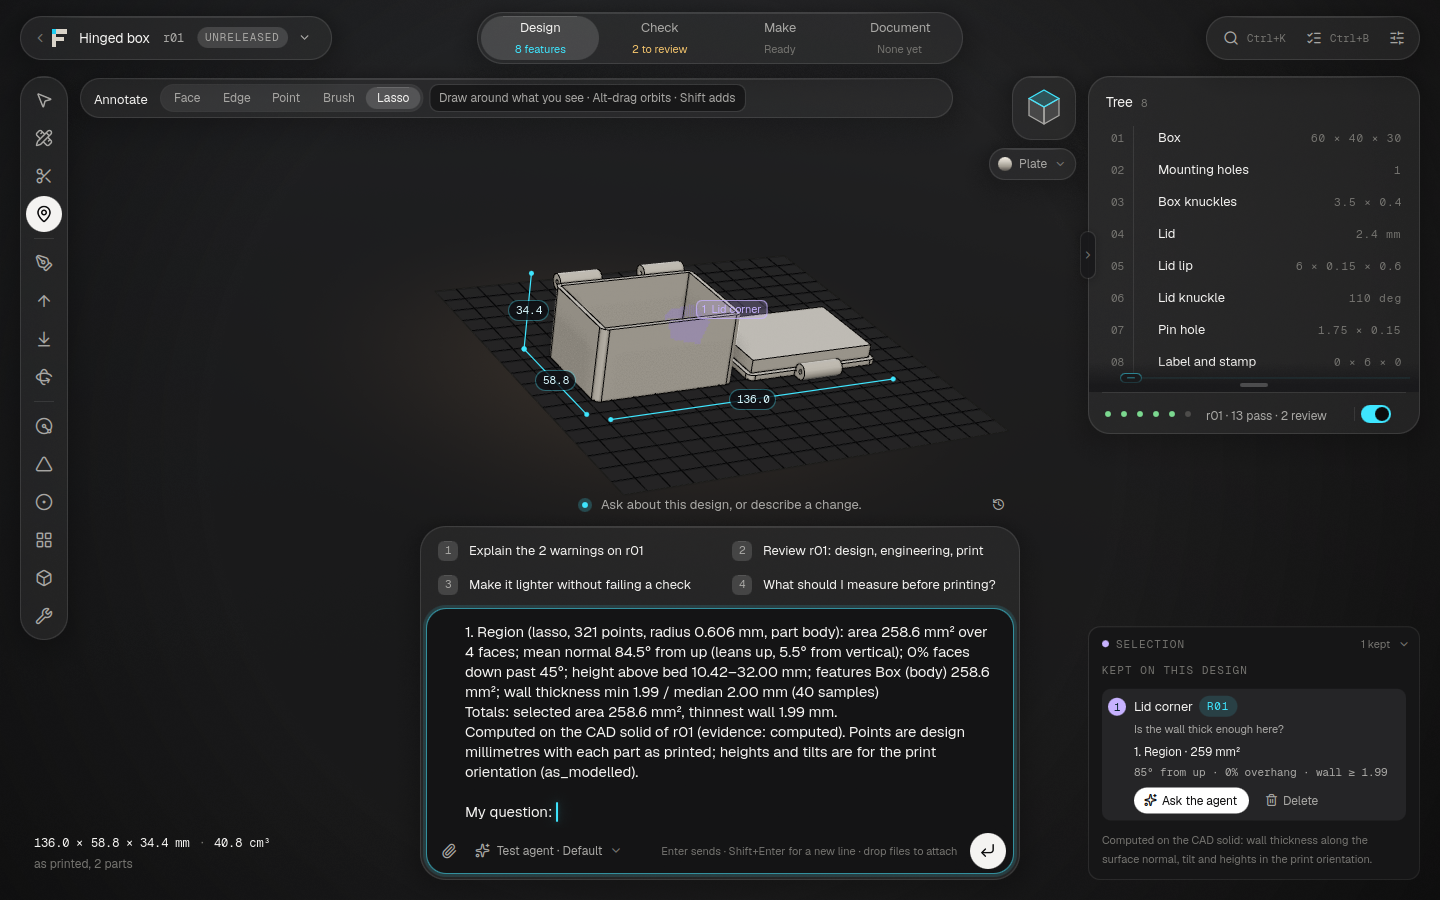 Hinged box r01 UNRELEASED
Design
8 features
Check
2 to review
Make
Ready
Document
None yet
Ctrl+K
Ctrl+B
Annotate
Face
Edge
Point
Brush
Lasso
Draw around what you see · Alt-drag orbits · Shift adds
Plate
Tree 8
01 Box 60 × 40 × 30
02 Mounting holes 1
03 Box knuckles 3.5 × 0.4
04 Lid 2.4 mm
05 Lid lip 6 × 0.15 × 0.6
06 Lid knuckle 110 deg
07 Pin hole 1.75 × 0.15
08 Label and stamp 0 × 6 × 0
r01 · 13 pass · 2 review
34.4
1 Lid corner
58.8
136.0
Ask about this design, or describe a change.
1 Explain the 2 warnings on r01
2 Review r01: design, engineering, print
3 Make it lighter without failing a check
4 What should I measure before printing?
1. Region (lasso, 321 points, radius 0.606 mm, part body): area 258.6 mm² over
4 faces; mean normal 84.5° from up (leans up, 5.5° from vertical); 0% faces
down past 45°; height above bed 10.42–32.00 mm; features Box (body) 258.6
mm²; wall thickness min 1.99 / median 2.00 mm (40 samples)
Totals: selected area 258.6 mm², thinnest wall 1.99 mm.
Computed on the CAD solid of r01 (evidence: computed). Points are design
millimetres with each part as printed; heights and tilts are for the print
orientation (as_modelled).
My question:
Test agent · Default
Enter sends · Shift+Enter for a new line · drop files to attach
SELECTION
1 kept
KEPT ON THIS DESIGN
1 Lid corner R01
Is the wall thick enough here?
1. Region · 259 mm²
85° from up · 0% overhang · wall ≥ 1.99
Ask the agent
Delete
Computed on the CAD solid: wall thickness along the
surface normal, tilt and heights in the print orientation.
136.0 × 58.8 × 34.4 mm · 40.8 cm³
as printed, 2 parts